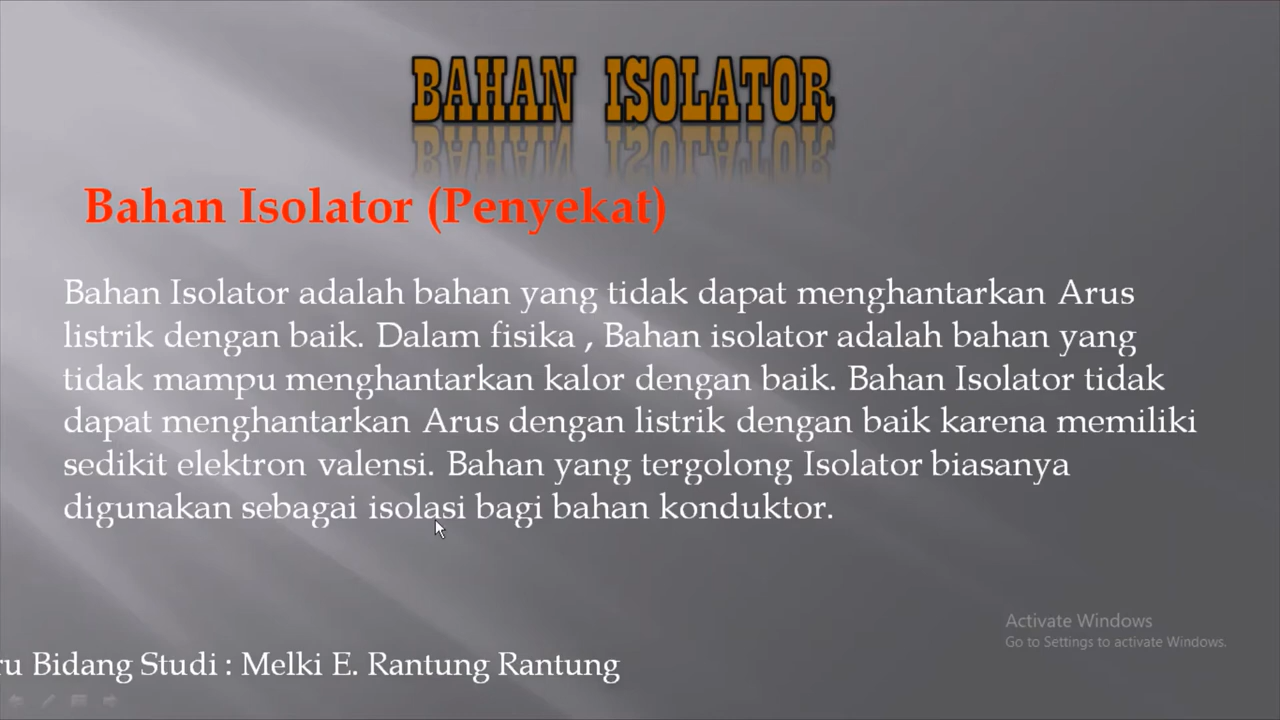 BAHAN ISOLATOR
Bahan Isolator (Penyekat)
Bahan Isolator adalah bahan yang tidak dapat menghantarkan Arus
listrik dengan baik. Dalam fisika , Bahan isolator adalah bahan yang
tidak mampu menghantarkan kalor dengan baik. Bahan Isolator tidak
dapat menghantarkan Arus dengan listrik dengan baik karena memiliki
sedikit elektron valensi. Bahan yang tergolong Isolator biasanya
digunakan sebagai isolasi bagi bahan konduktor.
Activate Windows
Go to Settings to activate Windows.
ru Bidang Studi : Melki E. Rantung Rantung